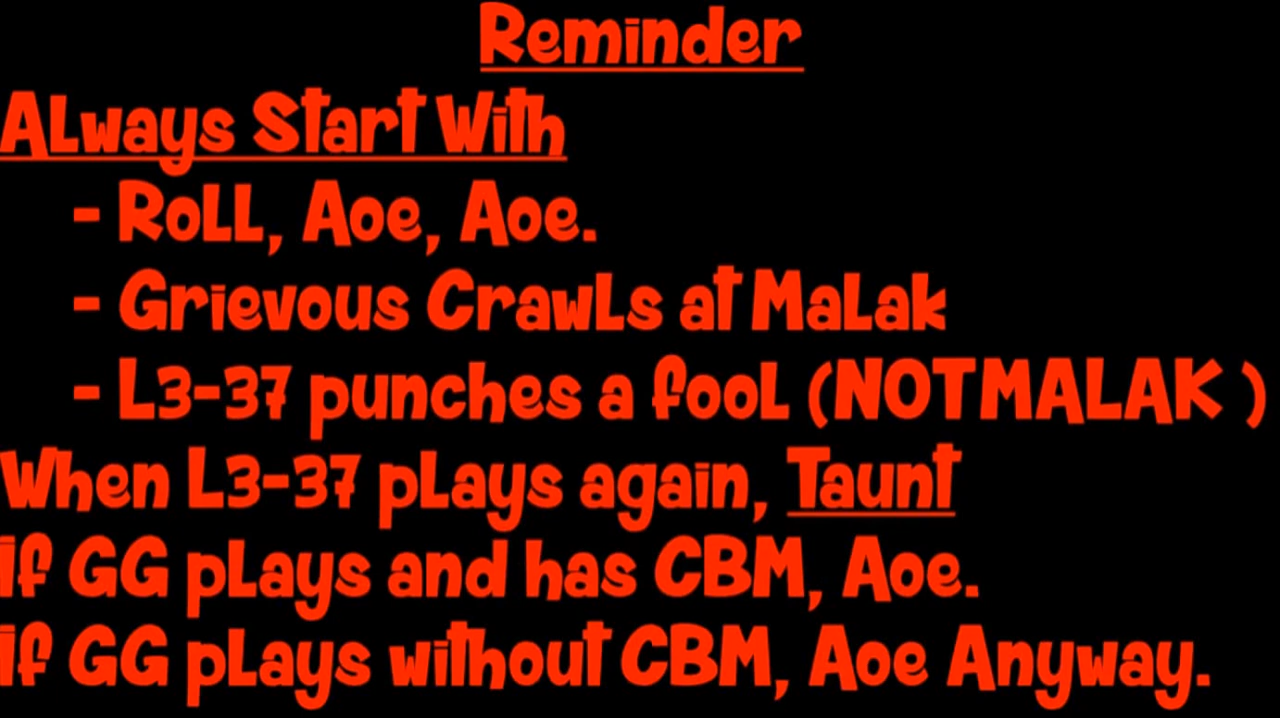 Reminder
ALways Start With
- RoLL, Aoe, Aoe.
- Grievous CrawLs at MaLak
- L3-37 punches a fooL (NOTMALAK )
When L3-37 pLays again, Taunt
if GG pLays and has CBM, Aoe.
if GG pLays without CBM, Aoe Anyway.